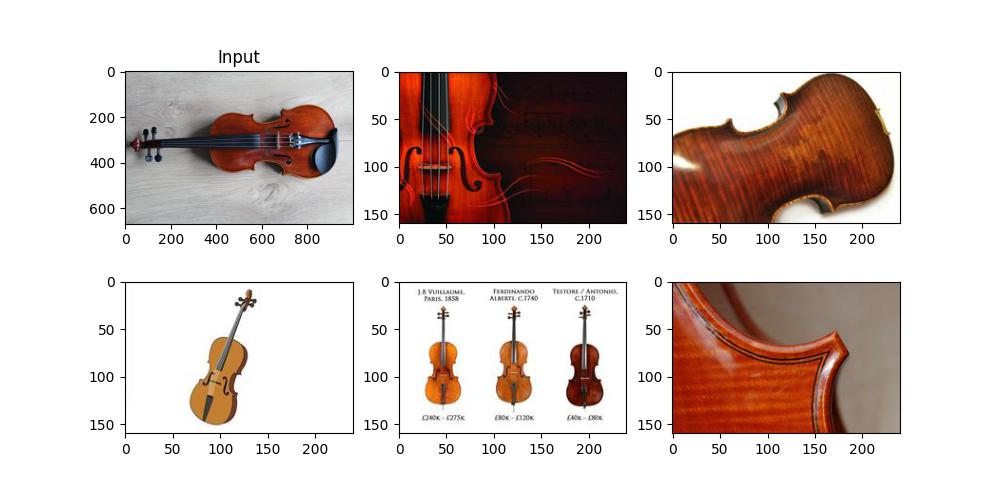 Input
0
200
400
600
0 200 400 600 800
0
50
100
150
0 50 100 150 200
0
50
100
150
0 50 100 150 200
0
50
100
150
0 50 100 150 200
0
50
100
150
0 50 100 150 200
J.B VUILLAUME,
PARIS, 1858
FERDINANDO
ALBERTI, C.1740
TESTORE / ANTONIO,
C.1710
£240K - £275K
£80K - £120K
£40K - £80K
0
50
100
150
0 50 100 150 200